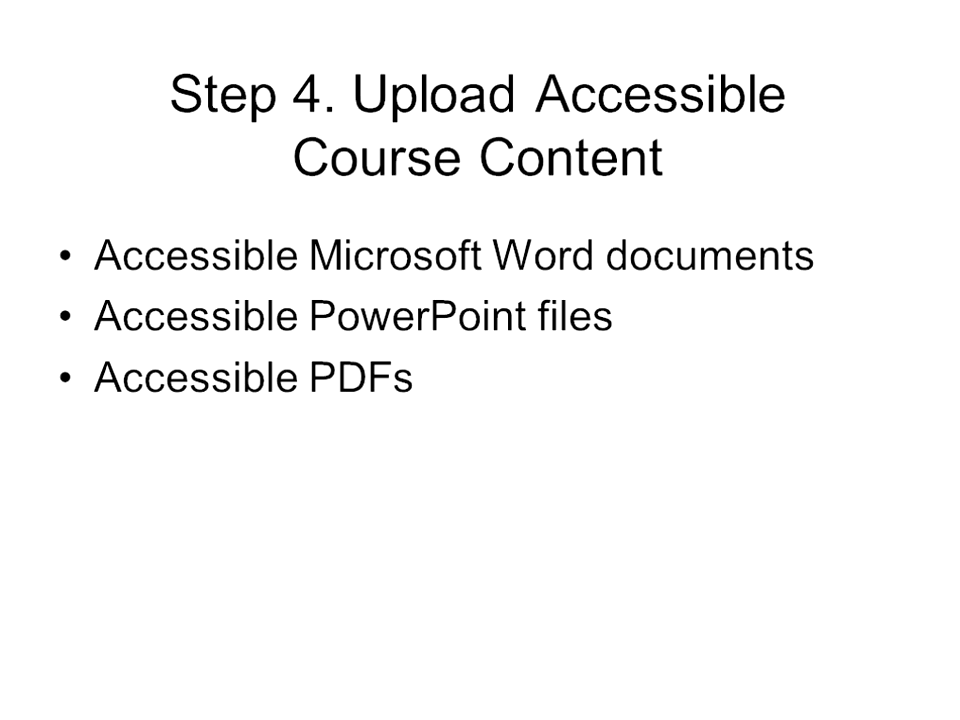 Step 4. Upload Accessible
Course Content
• Accessible Microsoft Word documents
• Accessible PowerPoint files
• Accessible PDFs